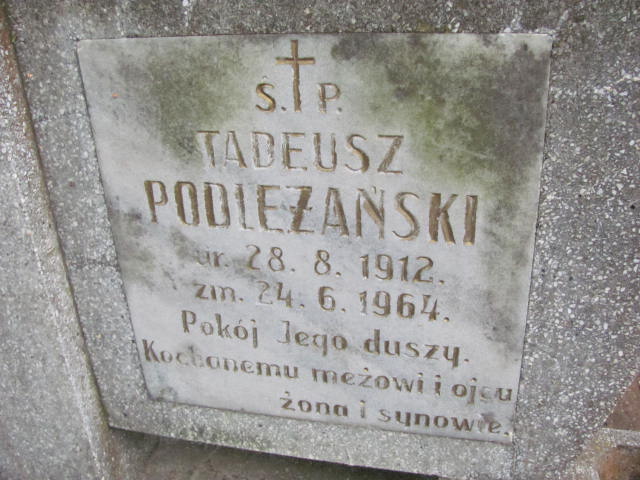 Ś. P.
TADEUSZ
PODLEŻAŃSKI
ur. 28. 8. 1912.
zm. 24. 6. 1964.
Pokój Jego duszy.
Kochanemu mężowi i ojcu
żona i synowie.